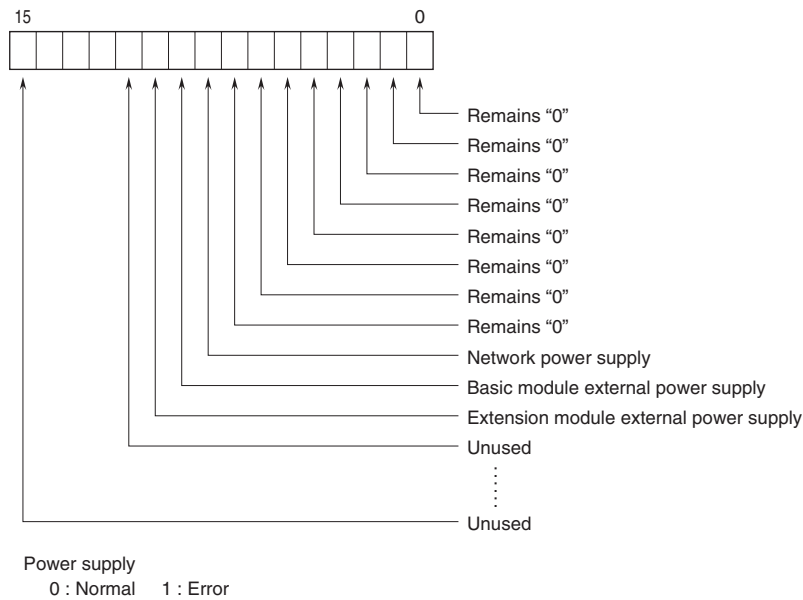 15 0
Remains “0”
Remains “0”
Remains “0”
Remains “0”
Remains “0”
Remains “0”
Remains “0”
Remains “0”
Network power supply
Basic module external power supply
Extension module external power supply
Unused
Unused
Power supply
0 : Normal 1 : Error